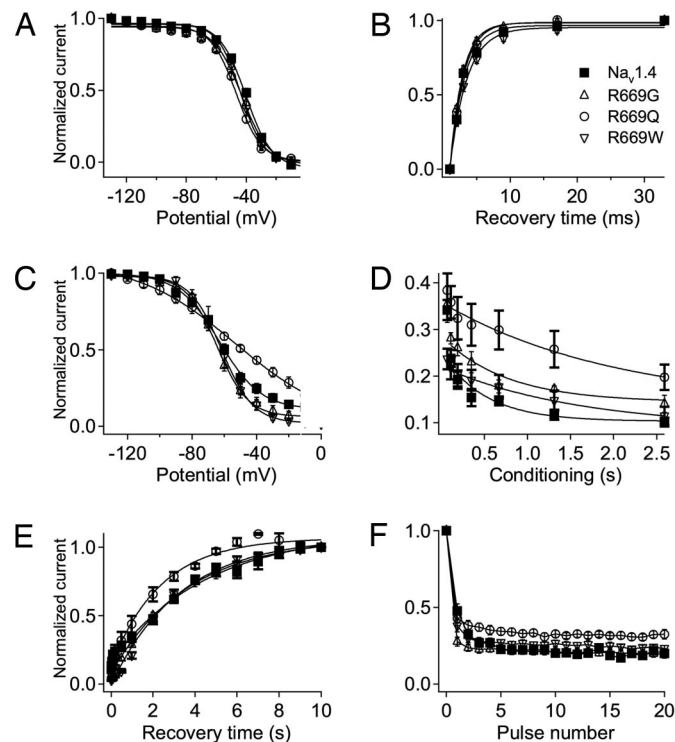 A
Normalized current
1.0
0.5
0.0
-120 -80 -40 0
Potential (mV)
B
1.0
0.5
0.0
Nav1.4
R669G
R669Q
R669W
0 10 20 30
Recovery time (ms)
C
Normalized current
1.0
0.5
0.0
-120 -80 -40 0
Potential (mV)
D
0.4
0.3
0.2
0.1
0.5 1.0 1.5 2.0 2.5
Conditioning (s)
E
Normalized current
1.0
0.5
0.0
0 2 4 6 8 10
Recovery time (s)
F
1.0
0.5
0.0
0 5 10 15 20
Pulse number